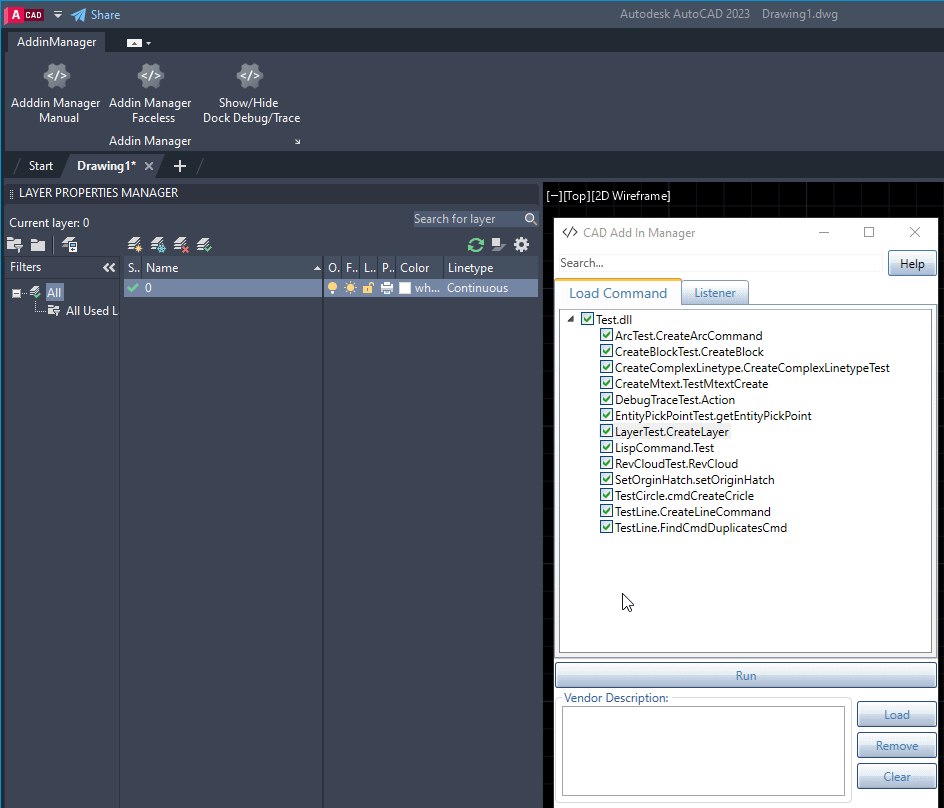 A CAD Share Autodesk AutoCAD 2023 Drawing1.dwg
AddinManager
Adddin Manager Manual
Addin Manager Faceless
Show/Hide Dock Debug/Trace
Addin Manager
Start Drawing1*
LAYER PROPERTIES MANAGER
Current layer: 0
Search for layer
Filters
All
All Used L
S.. Name O. F.. L.. P.. Color Linetype
0 wh... Continuous
[−][Top][2D Wireframe]
</> CAD Add In Manager
Search...
Help
Load Command Listener
Test.dll
ArcTest.CreateArcCommand
CreateBlockTest.CreateBlock
CreateComplexLinetype.CreateComplexLinetypeTest
CreateMtext.TestMtextCreate
DebugTraceTest.Action
EntityPickPointTest.getEntityPickPoint
LayerTest.CreateLayer
LispCommand.Test
RevCloudTest.RevCloud
SetOrginHatch.setOriginHatch
TestCircle.cmdCreateCricle
TestLine.CreateLineCommand
TestLine.FindCmdDuplicatesCmd
Run
Vendor Description:
Load
Remove
Clear